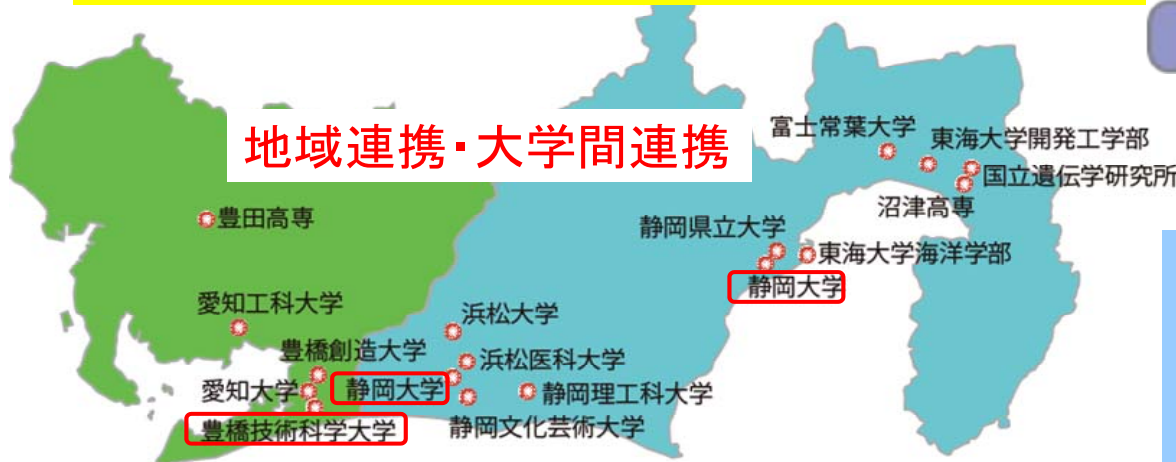 地域連携・大学間連携
富士常葉大学
東海大学開発工学部
国立遺伝学研究所
沼津高専
豊田高専
静岡県立大学
東海大学海洋学部
静岡大学
愛知工科大学
浜松大学
豊橋創造大学
浜松医科大学
愛知大学
静岡大学
静岡理工科大学
豊橋技術科学大学
静岡文化芸術大学